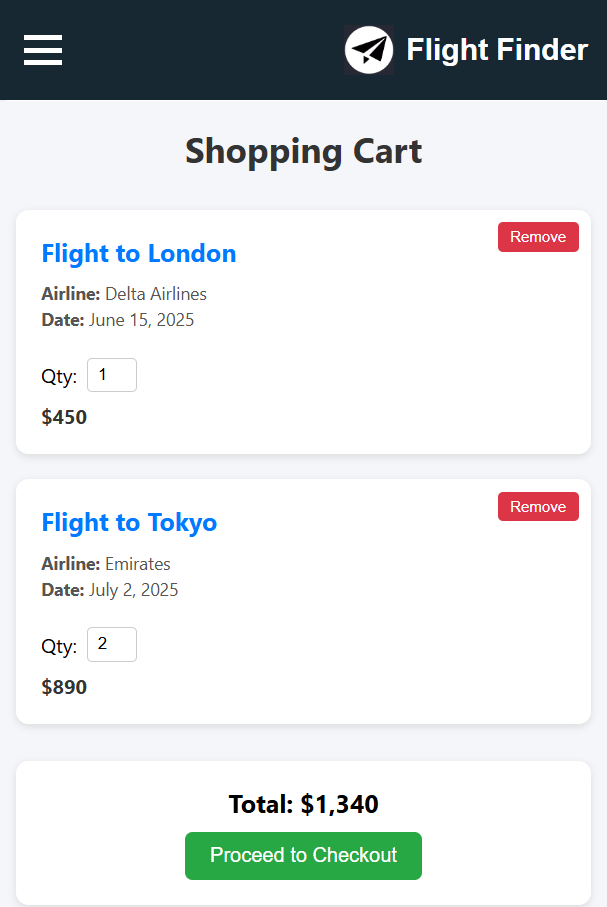 Flight Finder
Shopping Cart
Flight to London
Remove
Airline: Delta Airlines
Date: June 15, 2025
Qty: 1
$450
Flight to Tokyo
Remove
Airline: Emirates
Date: July 2, 2025
Qty: 2
$890
Total: $1,340
Proceed to Checkout